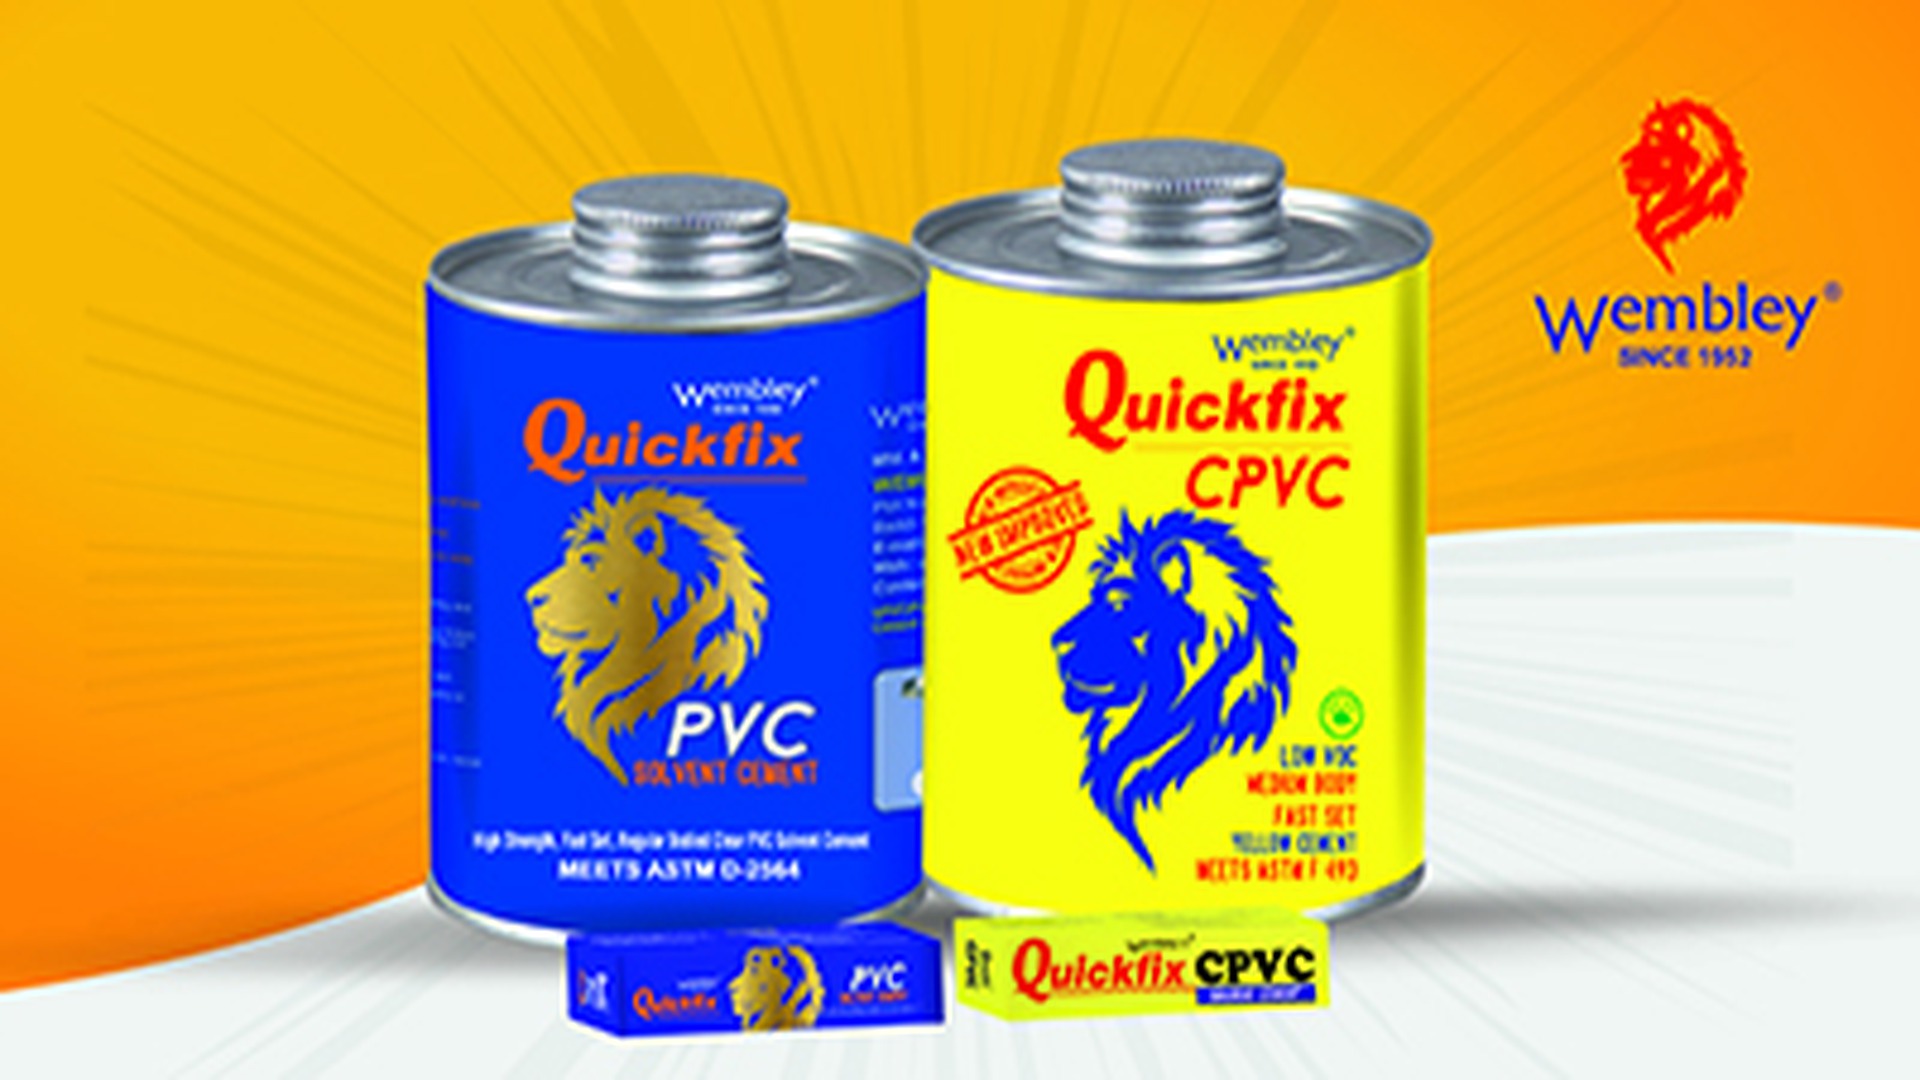 Wembley®
SINCE 1952
Wembley®
Quickfix
PVC
SOLVENT CEMENT
High Strength, Fast Set, Regular Bodied Clear PVC Solvent Cement
MEETS ASTM D-2564
Wembley®
Quickfix
CPVC
NEW IMPROVED
LOW VOC
MEDIUM BODY
FAST SET
YELLOW CEMENT
MEETS ASTM F 493
Quickfix
PVC
Quickfix CPVC